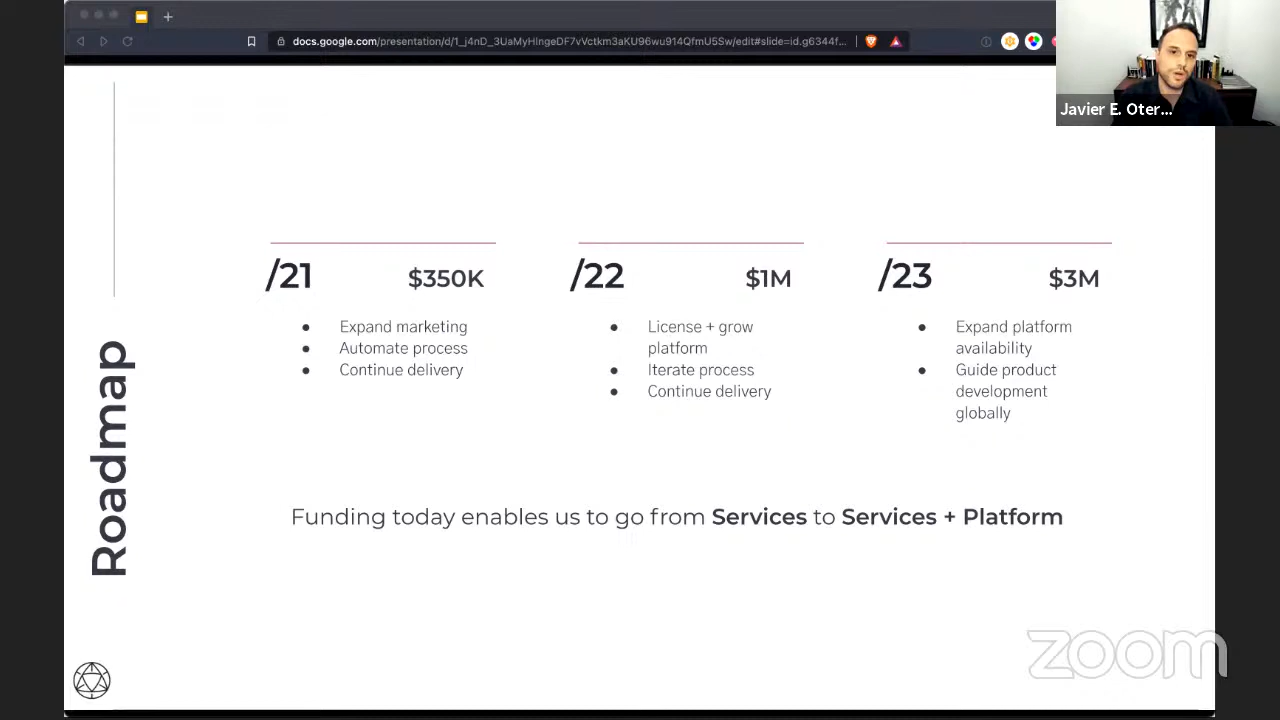 docs.google.com/presentation/d/1_j4nD_3UaMyHIngeDF7vVctkm3aKU96wu914QfmU5Sw/edit#slide=id.g6344f...
Javier E. Oter...
Roadmap
/21 $350K
Expand marketing
Automate process
Continue delivery
/22 $1M
License + grow
platform
Iterate process
Continue delivery
/23 $3M
Expand platform
availability
Guide product
development
globally
Funding today enables us to go from Services to Services + Platform
zoom